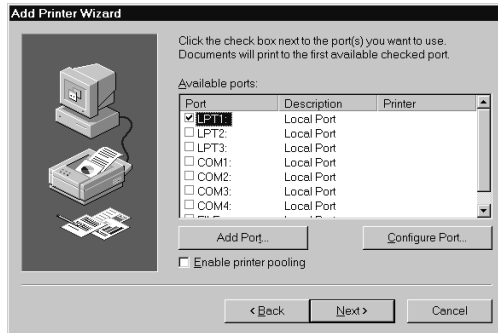 Add Printer Wizard
Click the check box next to the port(s) you want to use.
Documents will print to the first available checked port.
Available ports:
Port Description Printer
LPT1: Local Port
LPT2: Local Port
LPT3: Local Port
COM1: Local Port
COM2: Local Port
COM3: Local Port
COM4: Local Port
Add Port... Configure Port...
Enable printer pooling
< Back Next > Cancel